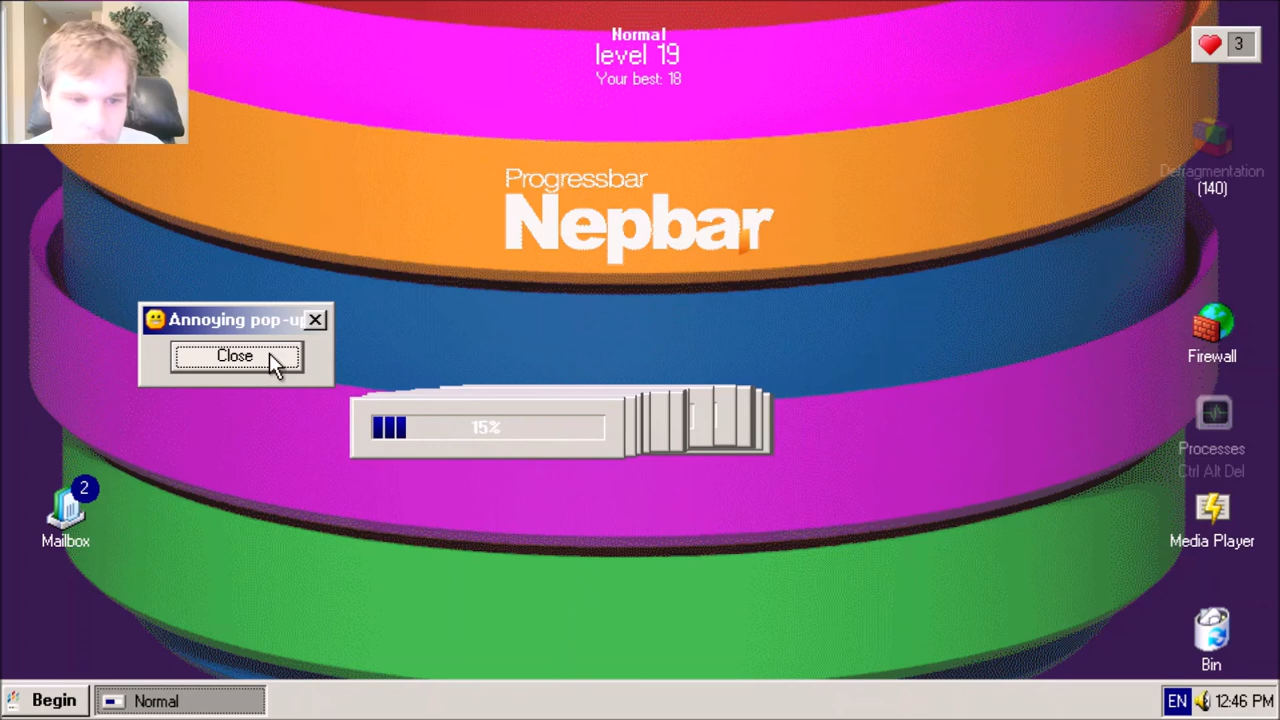 Normal
level 19
Your best: 18
3
Progressbar
Nepbar
Defragmentation
(140)
Annoying pop-u
Close
Firewall
15%
Processes
Ctrl Alt Del
2
Mailbox
Media Player
Bin
Begin
Normal
EN
12:46 PM